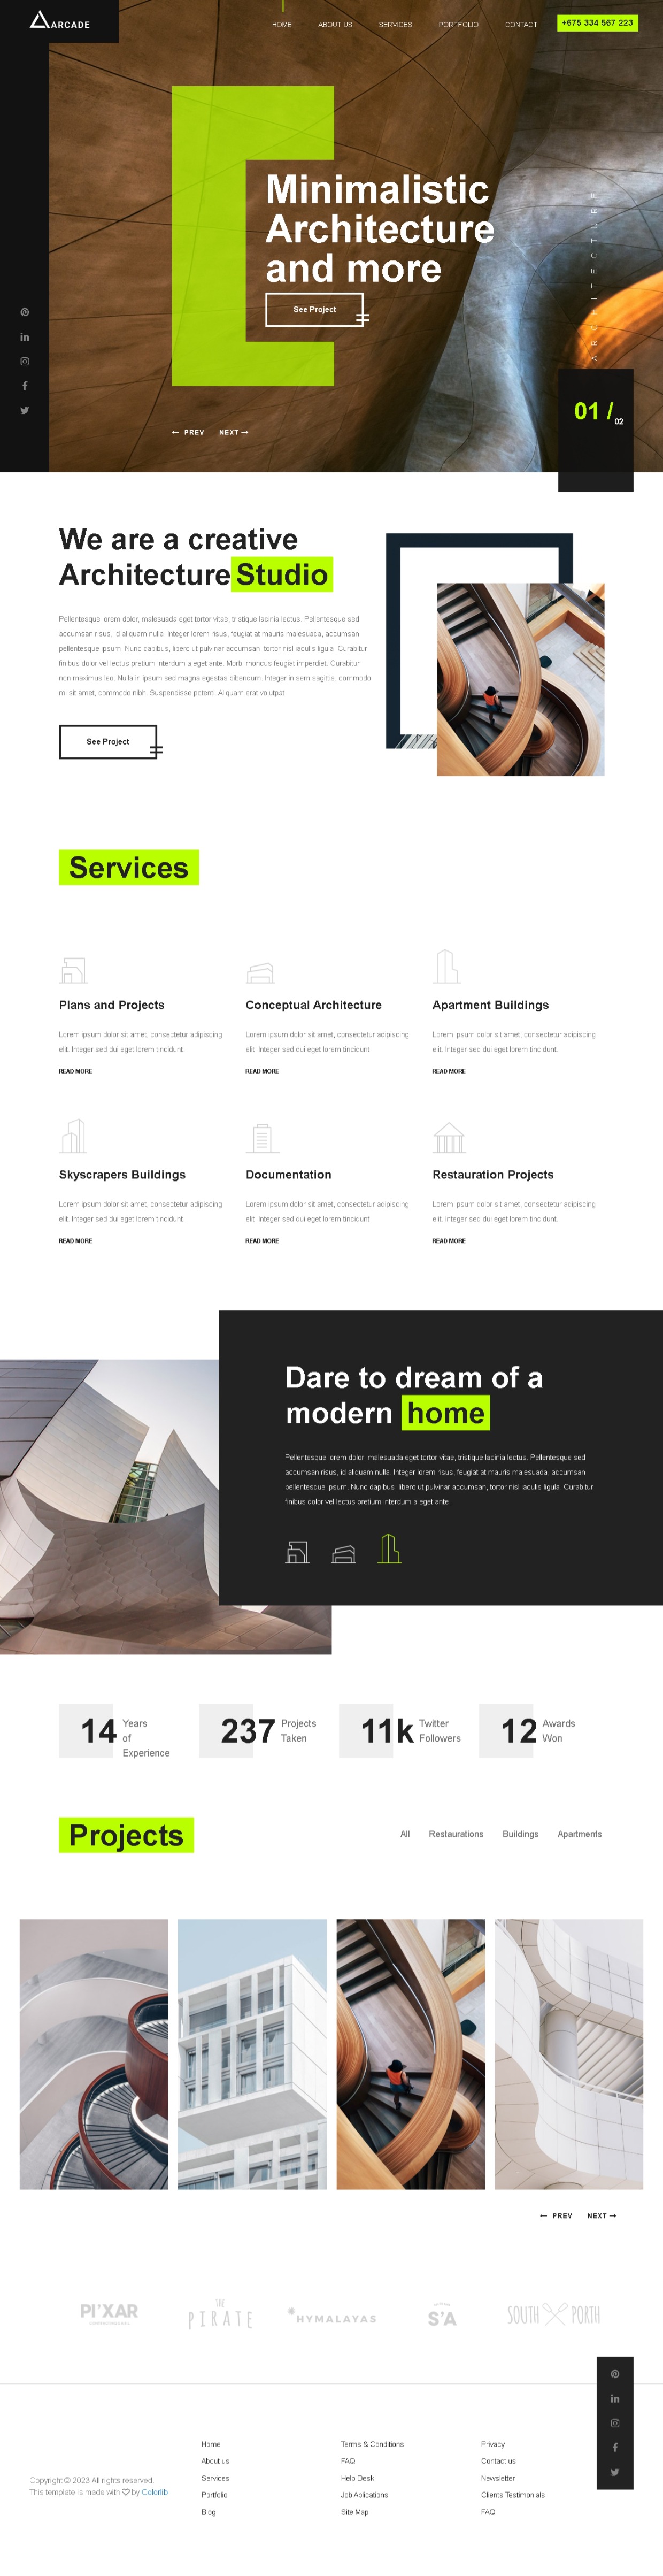 ARCADE
HOME
ABOUT US
SERVICES
PORTFOLIO
CONTACT
+675 334 567 223
Minimalistic
Architecture
and more
See Project
ARCHITECTURE
01 /
02
PREV
NEXT
We are a creative
Architecture Studio
Pellentesque lorem dolor, malesuada eget tortor vitae, tristique lacinia lectus. Pellentesque sed
accumsan risus, id aliquam nulla. Integer lorem risus, feugiat at mauris malesuada, accumsan
pellentesque ipsum. Nunc dapibus, libero ut pulvinar accumsan, tortor nisl iaculis ligula. Curabitur
finibus dolor vel lectus pretium interdum a eget ante. Morbi rhoncus feugiat imperdiet. Curabitur
non maximus leo. Nulla in ipsum sed magna egestas bibendum. Integer in sem sagittis, commodo
mi sit amet, commodo nibh. Suspendisse potenti. Aliquam erat volutpat.
See Project
Services
Plans and Projects
Lorem ipsum dolor sit amet, consectetur adipiscing
elit. Integer sed dui eget lorem tincidunt.
READ MORE
Conceptual Architecture
Lorem ipsum dolor sit amet, consectetur adipiscing
elit. Integer sed dui eget lorem tincidunt.
READ MORE
Apartment Buildings
Lorem ipsum dolor sit amet, consectetur adipiscing
elit. Integer sed dui eget lorem tincidunt.
READ MORE
Skyscrapers Buildings
Lorem ipsum dolor sit amet, consectetur adipiscing
elit. Integer sed dui eget lorem tincidunt.
READ MORE
Documentation
Lorem ipsum dolor sit amet, consectetur adipiscing
elit. Integer sed dui eget lorem tincidunt.
READ MORE
Restauration Projects
Lorem ipsum dolor sit amet, consectetur adipiscing
elit. Integer sed dui eget lorem tincidunt.
READ MORE
Dare to dream of a
modern home
Pellentesque lorem dolor, malesuada eget tortor vitae, tristique lacinia lectus. Pellentesque sed
accumsan risus, id aliquam nulla. Integer lorem risus, feugiat at mauris malesuada, accumsan
pellentesque ipsum. Nunc dapibus, libero ut pulvinar accumsan, tortor nisl iaculis ligula. Curabitur
finibus dolor vel lectus pretium interdum a eget ante.
14
Years
of
Experience
237
Projects
Taken
11k
Twitter
Followers
12
Awards
Won
Projects
All
Restaurations
Buildings
Apartments
PREV
NEXT
PI'XAR
THE
PIRATE
HYMALAYAS
S'A
SOUTH PORTH
Copyright © 2023 All rights reserved.
This template is made with ♡ by Colorlib
Home
About us
Services
Portfolio
Blog
Terms & Conditions
FAQ
Help Desk
Job Aplications
Site Map
Privacy
Contact us
Newsletter
Clients Testimonials
FAQ